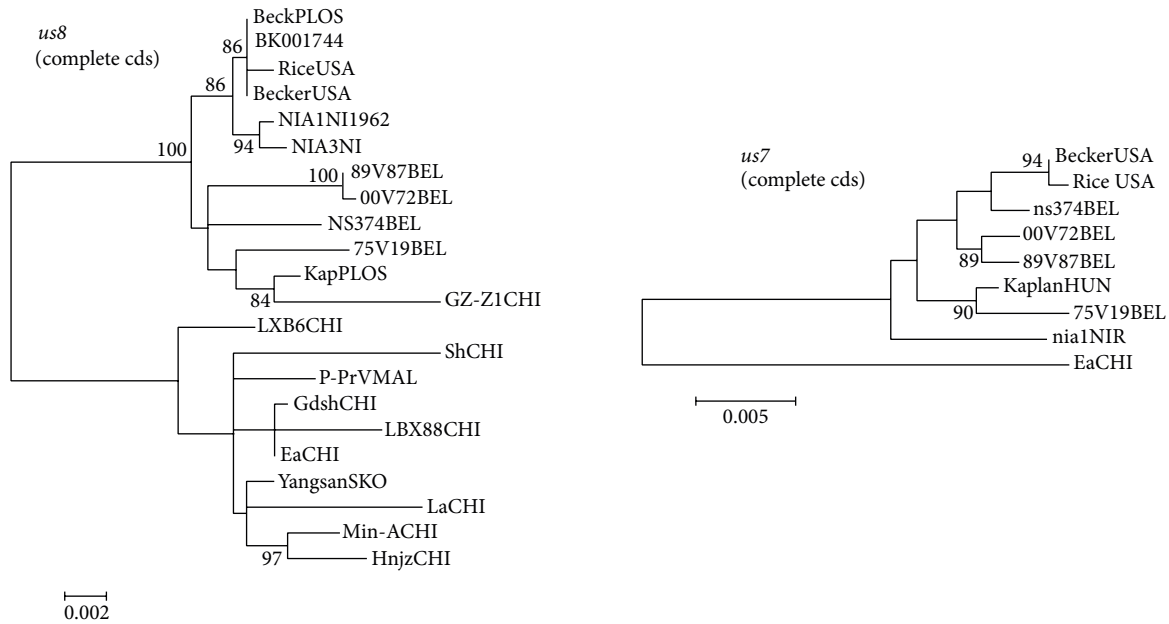 us8
(complete cds)
BeckPLOS
86
BK001744
RiceUSA
86
BeckerUSA
NIA1NI1962
94
NIA3NI
100
89V87BEL
100
00V72BEL
NS374BEL
75V19BEL
KapPLOS
84
GZ-Z1CHI
LXB6CHI
ShCHI
P-PrVMAL
GdshCHI
LBX88CHI
EaCHI
YangsanSKO
LaCHI
Min-ACHI
97
HnjzCHI
0.002
us7
(complete cds)
94
BeckerUSA
Rice USA
ns374BEL
00V72BEL
89
89V87BEL
KaplanHUN
90
75V19BEL
nia1NIR
EaCHI
0.005